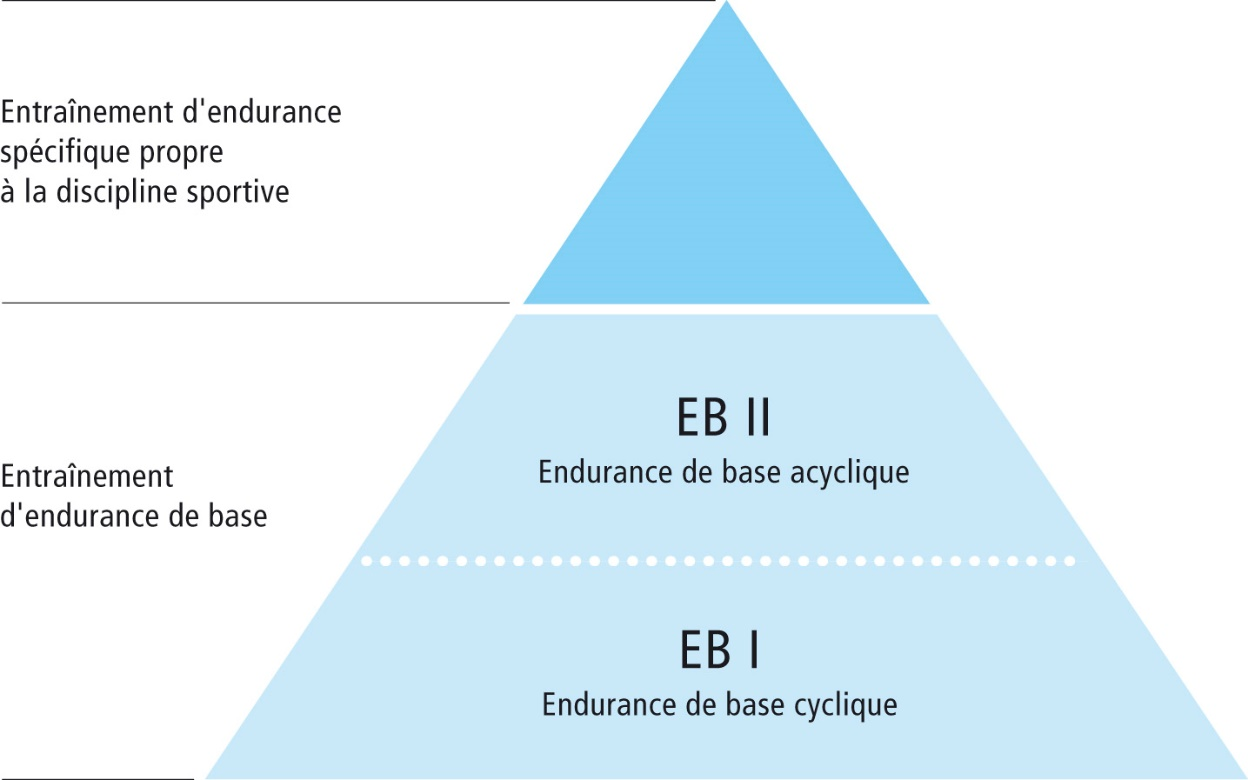 Entraînement d'endurance
spécifique propre
à la discipline sportive
EB II
Endurance de base acyclique
Entraînement
d'endurance de base
EB I
Endurance de base cyclique